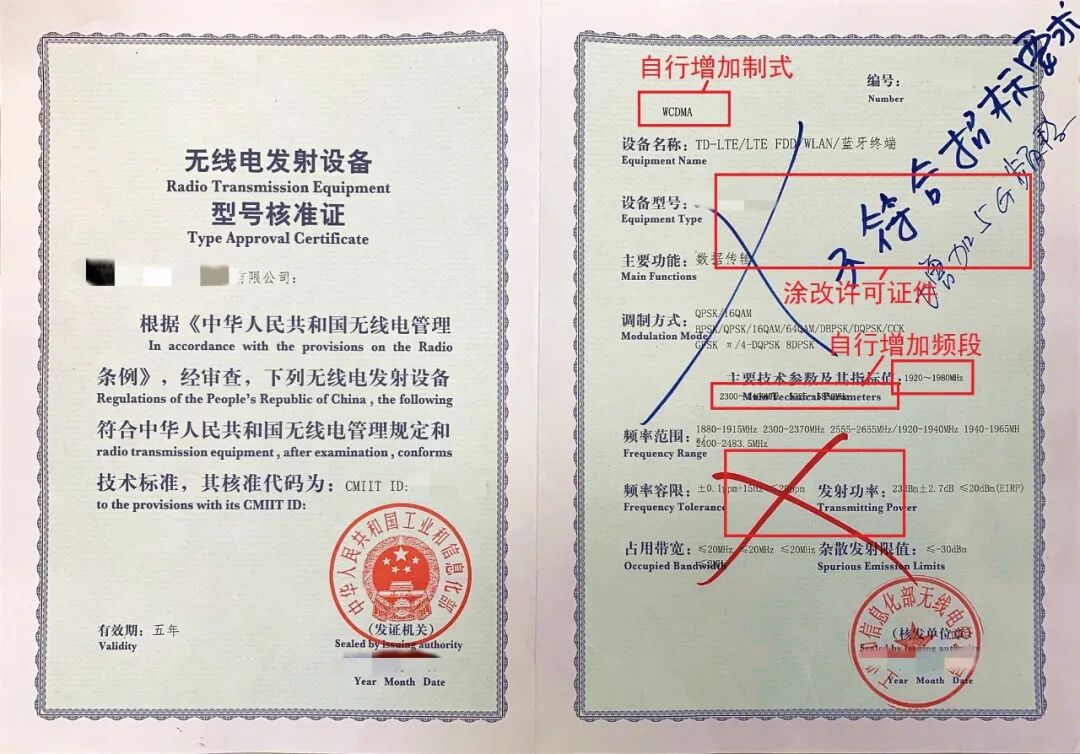 无线电发射设备
Radio Transmission Equipment
型号核准证
Type Approval Certificate
有限公司:
根据《中华人民共和国无线电管理
In accordance with the provisions on the Radio
条例》，经审查，下列无线电发射设备
Regulations of the People's Republic of China , the following
符合中华人民共和国无线电管理规定和
radio transmission equipment , after examination , conforms
技术标准，其核准代码为：CMIIT ID:
to the provisions with its CMIIT ID:
中华人民共和国工业和信息化部
有效期：五年
Validity
（发证机关）
Sealed by issuing authority
Year Month Date
自行增加制式
WCDMA
编号：
Number
不符合招标要求
增加5G
设备名称：TD-LTE/LTE FDD/WLAN/蓝牙终端
Equipment Name
设备型号：
Equipment Type
主要功能：数据传输
Main Functions
涂改许可证件
调制方式：QPSK/16QAM
Modulation Mode BPSK/QPSK/16QAM/64QAM/DBPSK/DQPSK/CCK
GFSK π/4-DQPSK 8DPSK
自行增加频段
主要技术参数及其指标值：1920～1980MHz
Main Technical Parameters
频率范围：1880-1915MHz 2300-2370MHz 2555-2655MHz/1920-1940MHz 1940-1965MH
Frequency Range 2400-2483.5MHz
频率容限：±0.1ppm+15Hz ≤20ppm 发射功率：23dBm±2.7dB ≤20dBm(EIRP)
Frequency Tolerance Transmitting Power
占用带宽：≤20MHz ≤20MHz ≤20MHz 杂散发射限值：≤-30dBm
Occupied Bandwidth Spurious Emission Limits
信息化部无线电
（核发单位章）
Sealed by issuing authority
Year Month Date